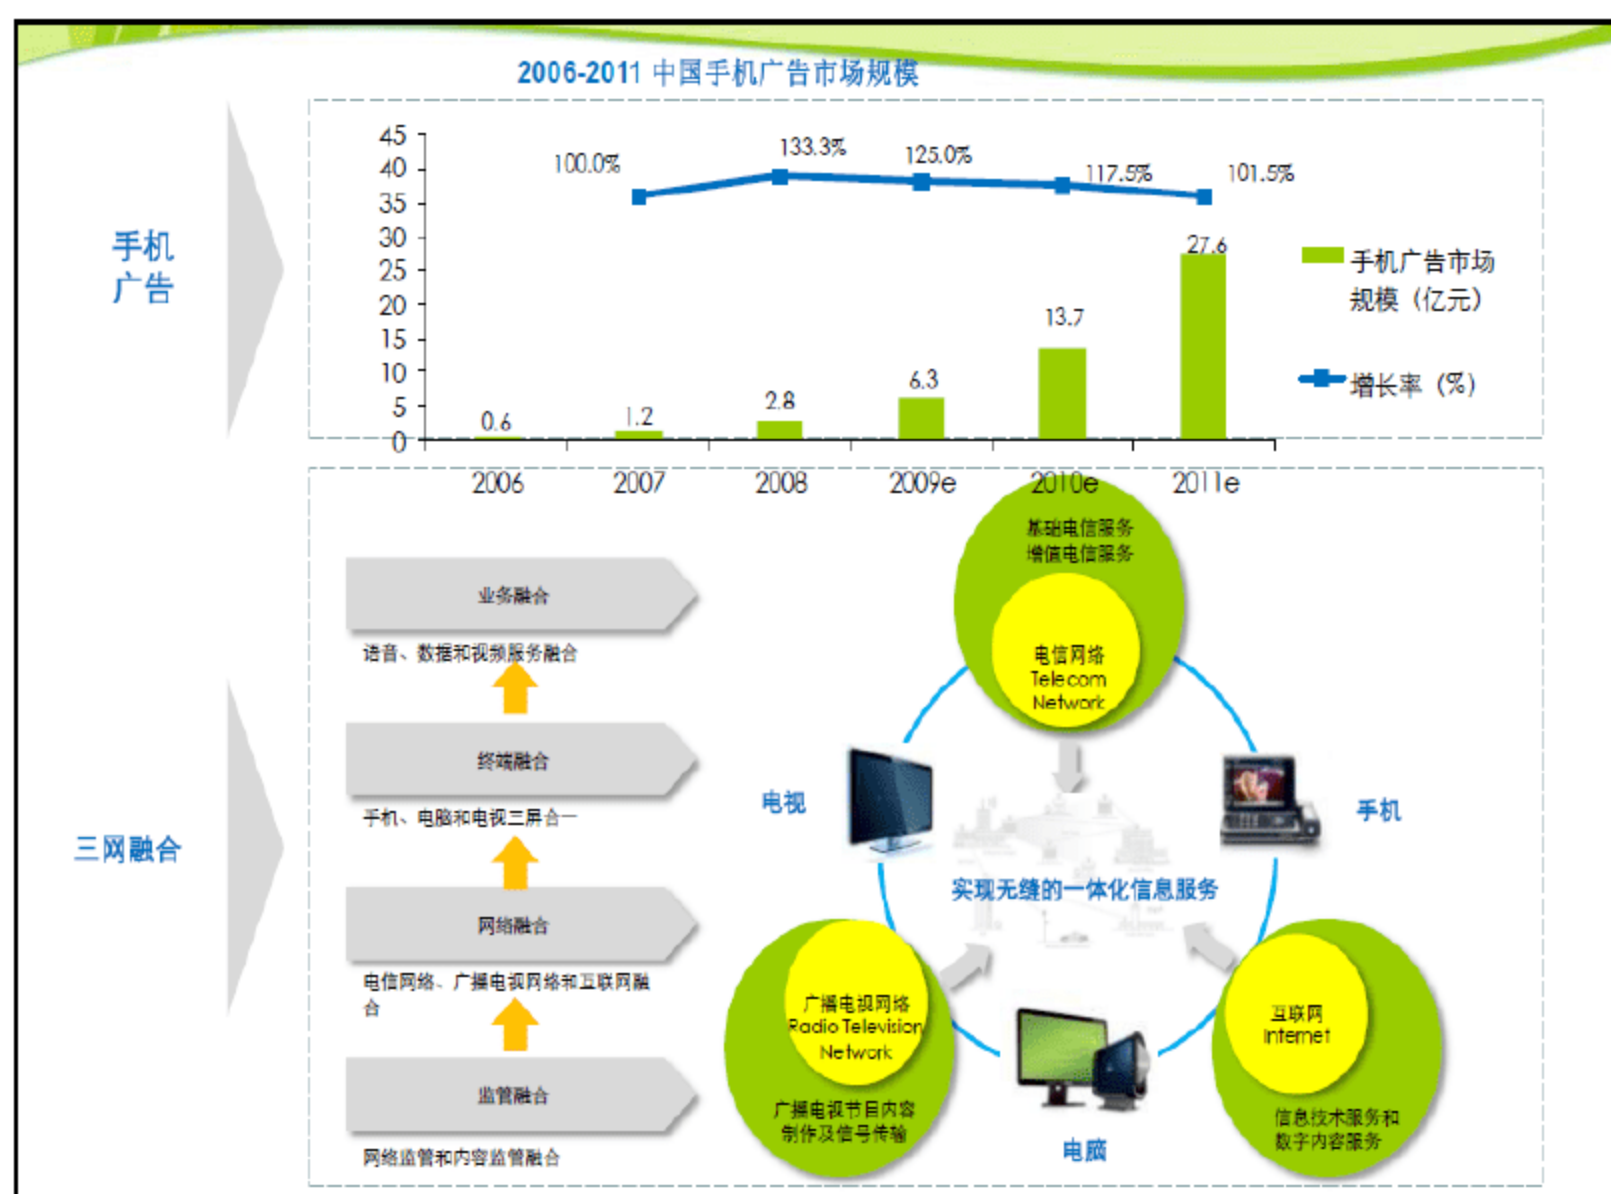 2006-2011 中国手机广告市场规模
手机
广告
45
40
35
30
25
20
15
10
5
0
100.0%
133.3%
125.0%
117.5%
101.5%
0.6
1.2
2.8
6.3
13.7
27.6
2006
2007
2008
2009e
2010e
2011e
手机广告市场
规模（亿元）
增长率（%）
三网融合
业务融合
语音、数据和视频服务融合
终端融合
手机、电脑和电视三屏合一
网络融合
电信网络、广播电视网络和互联网融
合
监管融合
网络监管和内容监管融合
基础电信服务
增值电信服务
电信网络
Telecom
Network
电视
手机
实现无缝的一体化信息服务
广播电视网络
Radio Television
Network
广播电视节目内容
制作及信号传输
电脑
互联网
Internet
信息技术服务和
数字内容服务